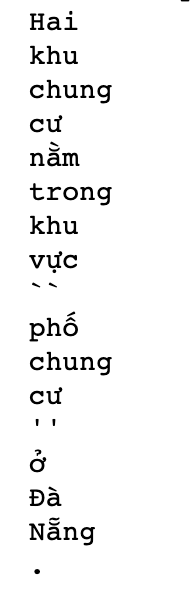 Hai
khu
chung
cư
nằm
trong
khu
vực
``
phố
chung
cư
''
ở
Đà
Nẵng
.